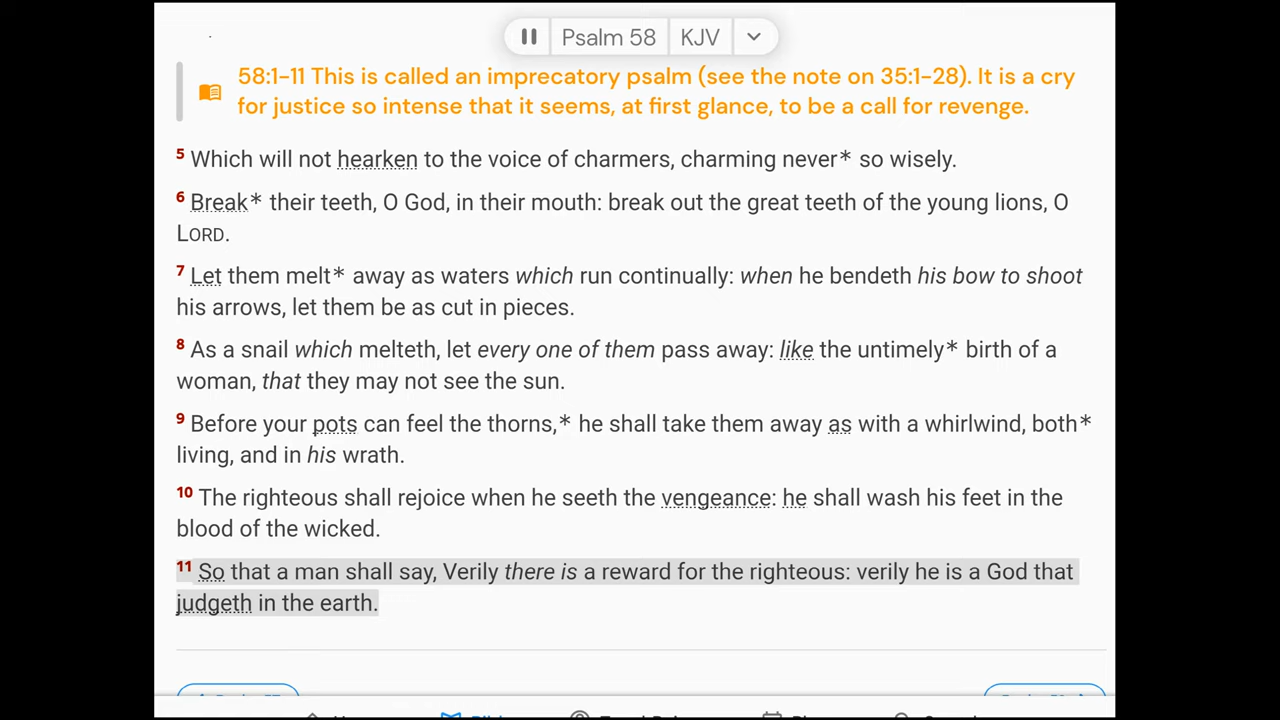 Psalm 58 KJV
58:1-11 This is called an imprecatory psalm (see the note on 35:1-28). It is a cry
for justice so intense that it seems, at first glance, to be a call for revenge.
5 Which will not hearken to the voice of charmers, charming never* so wisely.
6 Break* their teeth, O God, in their mouth: break out the great teeth of the young lions, O
LORD.
7 Let them melt* away as waters which run continually: when he bendeth his bow to shoot
his arrows, let them be as cut in pieces.
8 As a snail which melteth, let every one of them pass away: like the untimely* birth of a
woman, that they may not see the sun.
9 Before your pots can feel the thorns,* he shall take them away as with a whirlwind, both*
living, and in his wrath.
10 The righteous shall rejoice when he seeth the vengeance: he shall wash his feet in the
blood of the wicked.
11 So that a man shall say, Verily there is a reward for the righteous: verily he is a God that
judgeth in the earth.